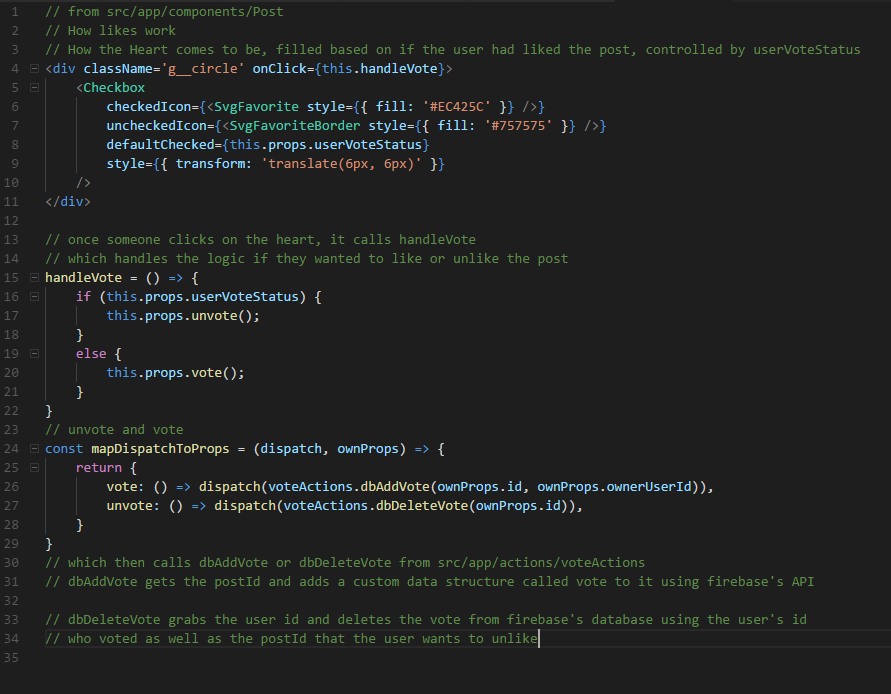 1 // from src/app/components/Post
2 // How likes work
3 // How the Heart comes to be, filled based on if the user had liked the post, controlled by userVoteStatus
4 <div className='g__circle' onClick={this.handleVote}>
5     <Checkbox
6         checkedIcon={<SvgFavorite style={{ fill: '#EC425C' }} />}
7         uncheckedIcon={<SvgFavoriteBorder style={{ fill: '#757575' }} />}
8         defaultChecked={this.props.userVoteStatus}
9         style={{ transform: 'translate(6px, 6px)' }}
10     />
11 </div>
12
13 // once someone clicks on the heart, it calls handleVote
14 // which handles the logic if they wanted to like or unlike the post
15 handleVote = () => {
16     if (this.props.userVoteStatus) {
17         this.props.unvote();
18     }
19     else {
20         this.props.vote();
21     }
22 }
23 // unvote and vote
24 const mapDispatchToProps = (dispatch, ownProps) => {
25     return {
26         vote: () => dispatch(voteActions.dbAddVote(ownProps.id, ownProps.ownerUserId)),
27         unvote: () => dispatch(voteActions.dbDeleteVote(ownProps.id)),
28     }
29 }
30 // which then calls dbAddVote or dbDeleteVote from src/app/actions/voteActions
31 // dbAddVote gets the postId and adds a custom data structure called vote to it using firebase's API
32
33 // dbDeleteVote grabs the user id and deletes the vote from firebase's database using the user's id
34 // who voted as well as the postId that the user wants to unlike
35